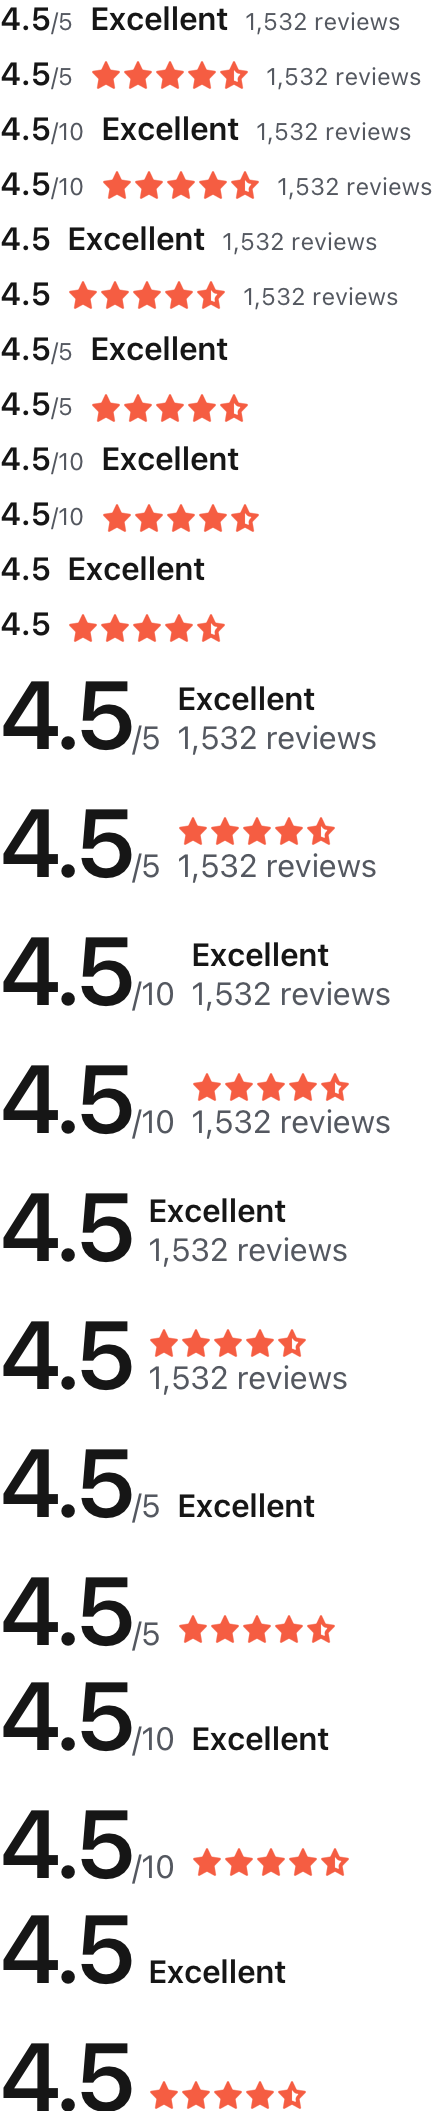 4.5/5 Excellent 1,532 reviews
4.5/5 1,532 reviews
4.5/10 Excellent 1,532 reviews
4.5/10 1,532 reviews
4.5 Excellent 1,532 reviews
4.5 1,532 reviews
4.5/5 Excellent
4.5/5
4.5/10 Excellent
4.5/10
4.5 Excellent
4.5
4.5/5 Excellent
1,532 reviews
4.5/5
1,532 reviews
4.5/10 Excellent
1,532 reviews
4.5/10
1,532 reviews
4.5 Excellent
1,532 reviews
4.5
1,532 reviews
4.5/5 Excellent
4.5/5
4.5/10 Excellent
4.5/10
4.5 Excellent
4.5